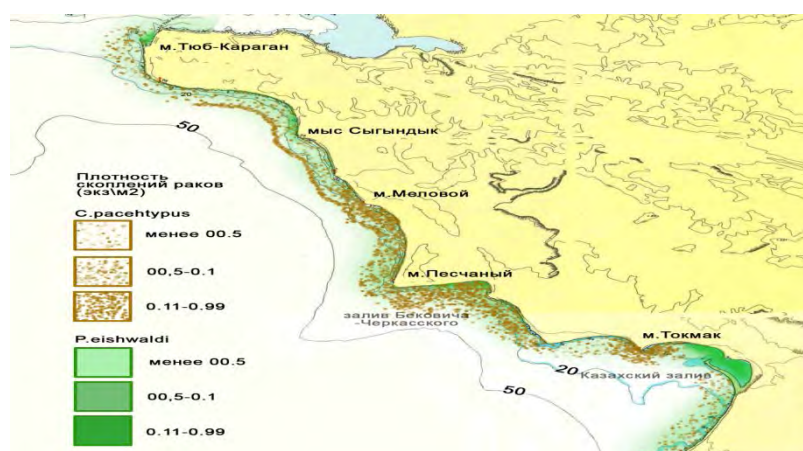 м.Тюб-Караган
20
50
мыс Сыгындык
Плотность
скоплений раков
(экз\м2)
м.Меловой
C.pacehtypus
менее 00.5
00,5-0.1
м.Песчаный
0.11-0.99
залив Бековича
-Черкасского
P.eishwaldi
м.Токмак
менее 00.5
20
Казахский залив
50
00,5-0.1
0.11-0.99